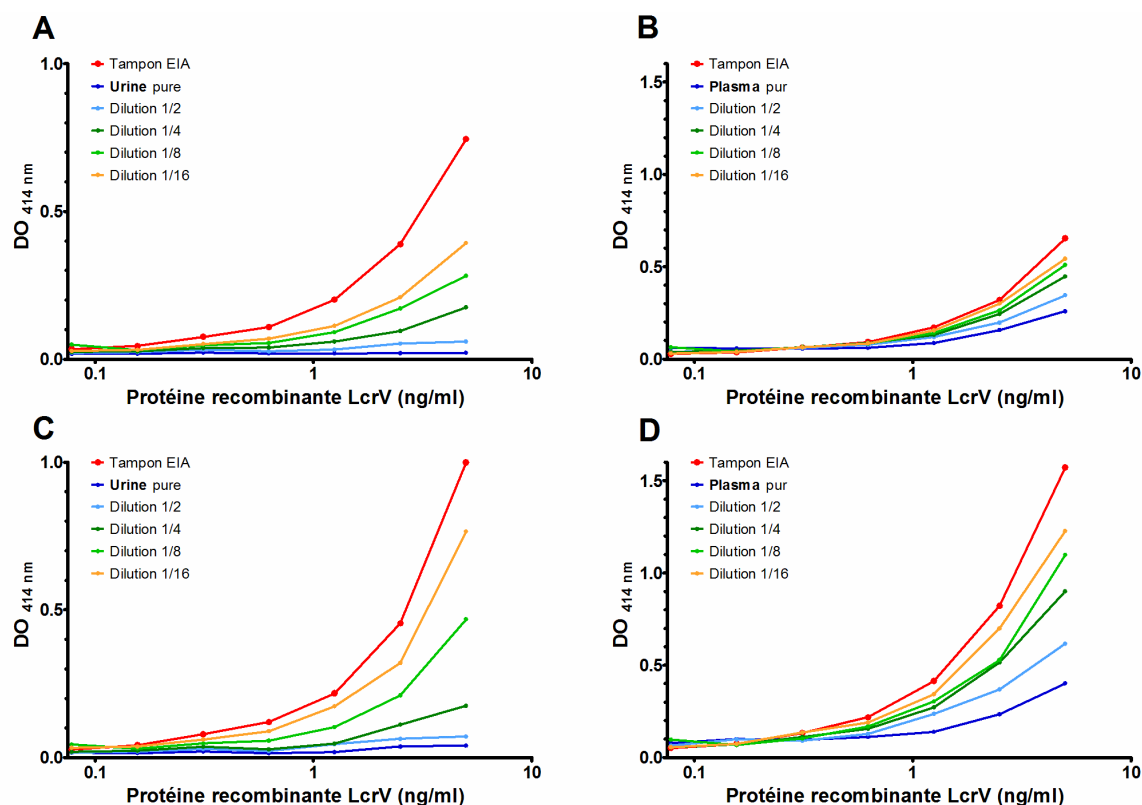 A
Tampon EIA
Urine pure
Dilution 1/2
Dilution 1/4
Dilution 1/8
Dilution 1/16
1.0
0.5
0.0
DO 414 nm
0.1
1
10
Protéine recombinante LcrV (ng/ml)
B
Tampon EIA
Plasma pur
Dilution 1/2
Dilution 1/4
Dilution 1/8
Dilution 1/16
1.5
1.0
0.5
0.0
DO 414 nm
0.1
1
10
Protéine recombinante LcrV (ng/ml)
C
Tampon EIA
Urine pure
Dilution 1/2
Dilution 1/4
Dilution 1/8
Dilution 1/16
1.0
0.5
0.0
DO 414 nm
0.1
1
10
Protéine recombinante LcrV (ng/ml)
D
Tampon EIA
Plasma pur
Dilution 1/2
Dilution 1/4
Dilution 1/8
Dilution 1/16
1.5
1.0
0.5
0.0
DO 414 nm
0.1
1
10
Protéine recombinante LcrV (ng/ml)